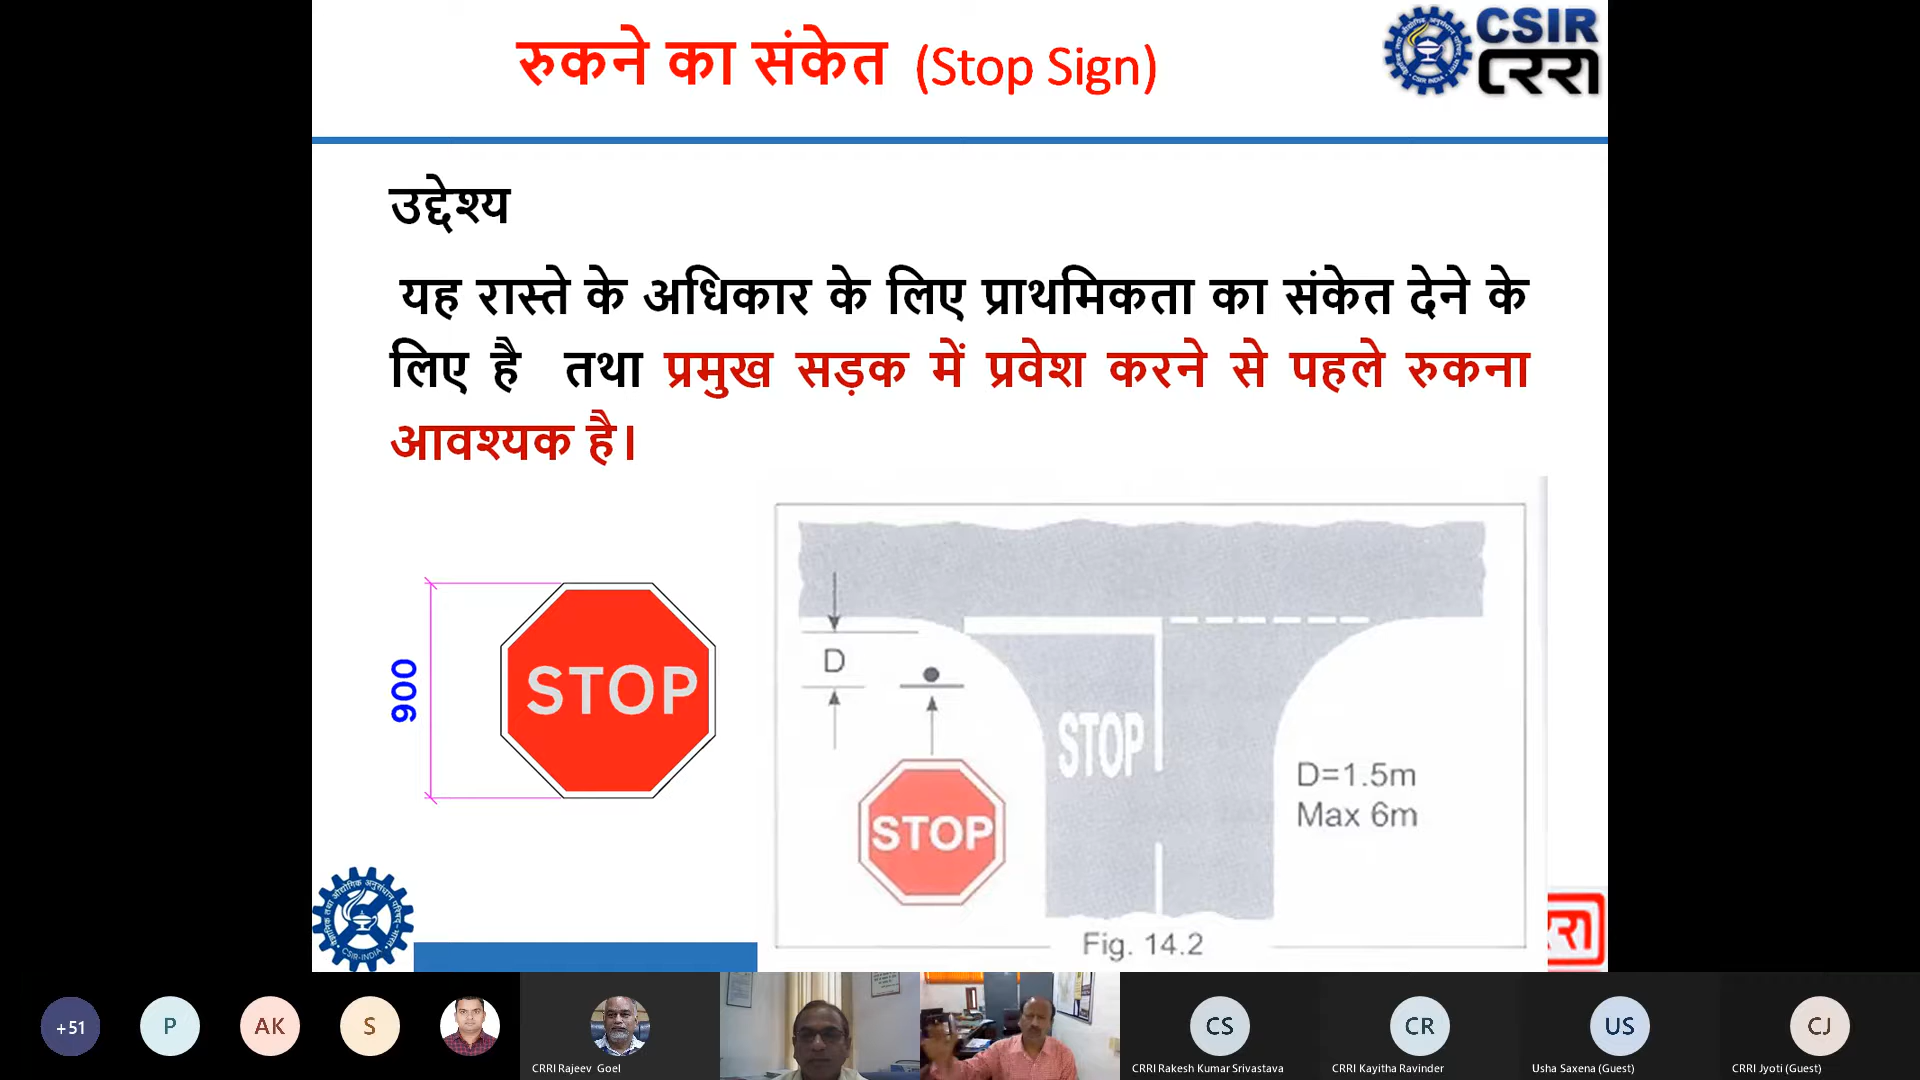 रुकने का संकेत (Stop Sign)
CSIR
CRRI
उद्देश्य
यह रास्ते के अधिकार के लिए प्राथमिकता का संकेत देने के
लिए है तथा प्रमुख सड़क में प्रवेश करने से पहले रुकना
आवश्यक है।
900
STOP
D
STOP
STOP
D=1.5m
Max 6m
Fig. 14.2
CSIR-INDIA
+51
P
AK
S
CRRI Rajeev Goel
CS
CRRI Rakesh Kumar Srivastava
CR
CRRI Kayitha Ravinder
US
Usha Saxena (Guest)
CJ
CRRI Jyoti (Guest)